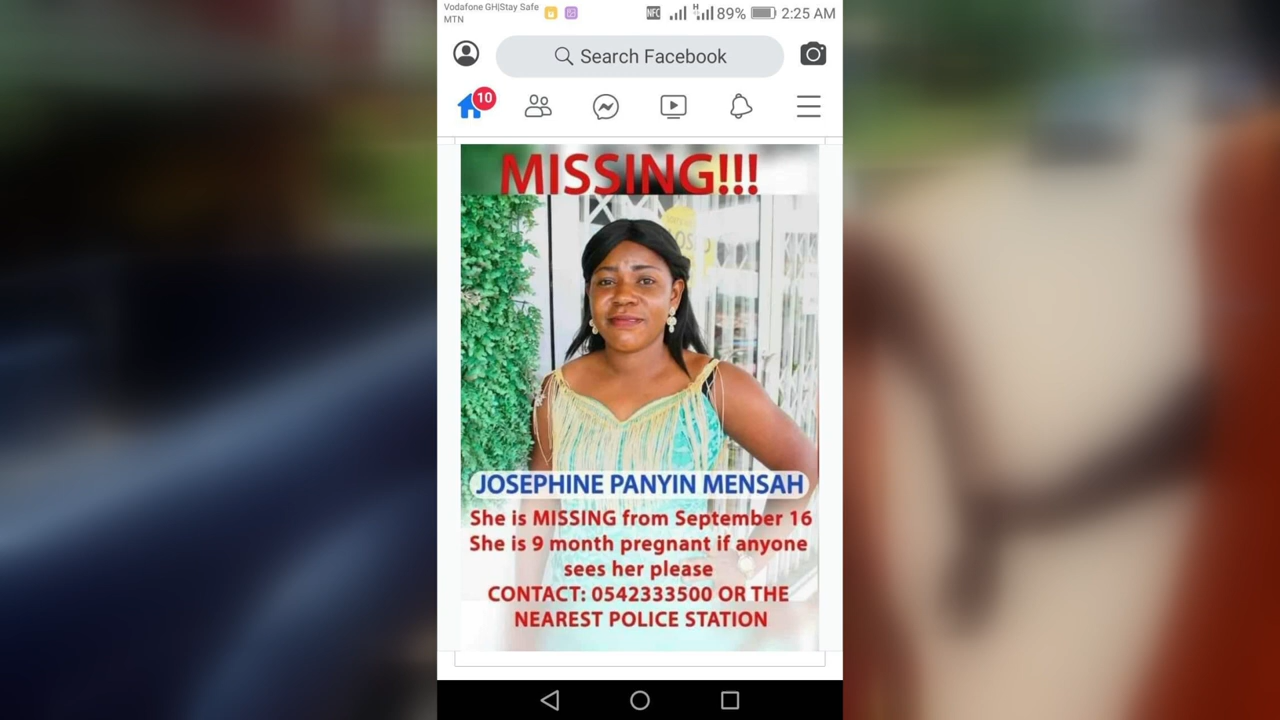 Vodafone GH|Stay Safe
MTN
NFC
H
89%
2:25 AM
Search Facebook
10
MISSING!!!
JOSEPHINE PANYIN MENSAH
She is MISSING from September 16
She is 9 month pregnant if anyone
sees her please
CONTACT: 0542333500 OR THE
NEAREST POLICE STATION